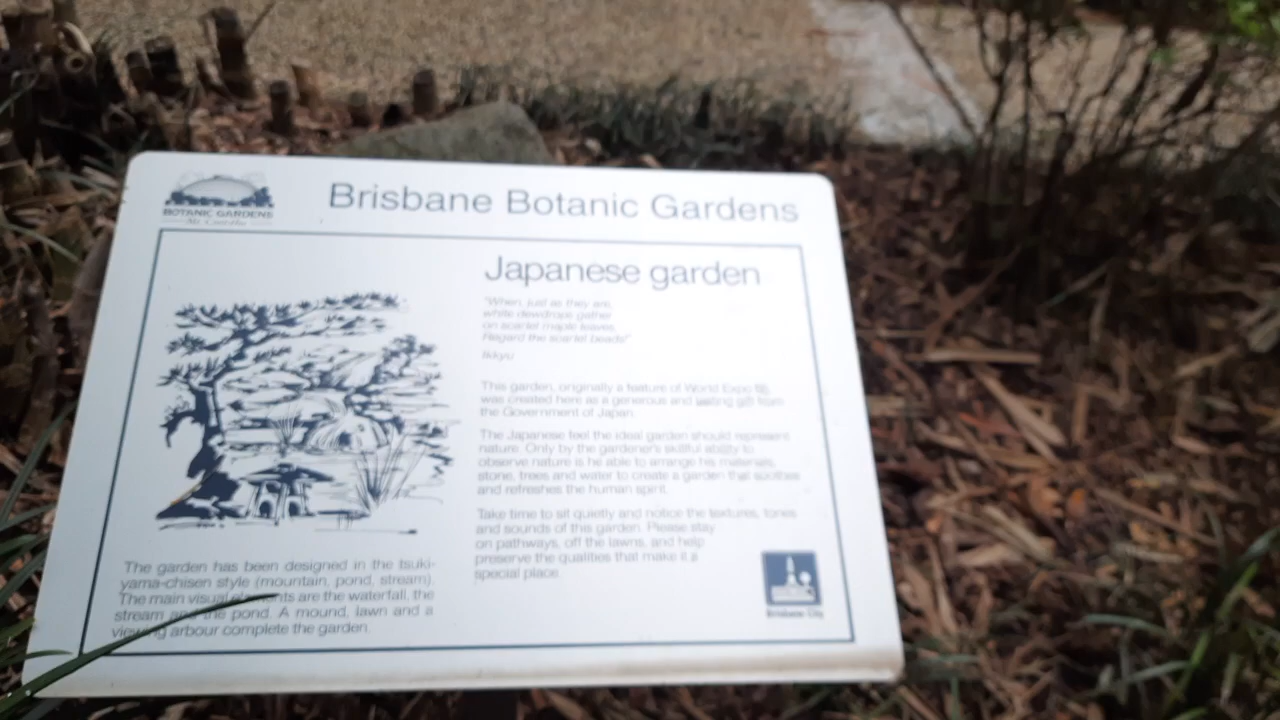 BOTANIC GARDENS
Mt. Coot-tha
Brisbane Botanic Gardens
Japanese garden
"When, just as they are,
white dewdrops gather
on scarlet maple leaves,
Regard the scarlet beads!"
Ikkyu
This garden, originally a feature of World Expo 88,
was created here as a generous and lasting gift from
the Government of Japan.
The Japanese feel the ideal garden should represent
nature. Only by the gardener's skillful ability to
observe nature is he able to arrange his materials,
stone, trees and water to create a garden that soothes
and refreshes the human spirit.
Take time to sit quietly and notice the textures, tones
and sounds of this garden. Please stay
on pathways, off the lawns, and help
preserve the qualities that make it a
special place.
The garden has been designed in the tsuki-
yama-chisen style (mountain, pond, stream).
The main visual elements are the waterfall, the
stream and the pond. A mound, lawn and a
viewing arbour complete the garden.
Brisbane City